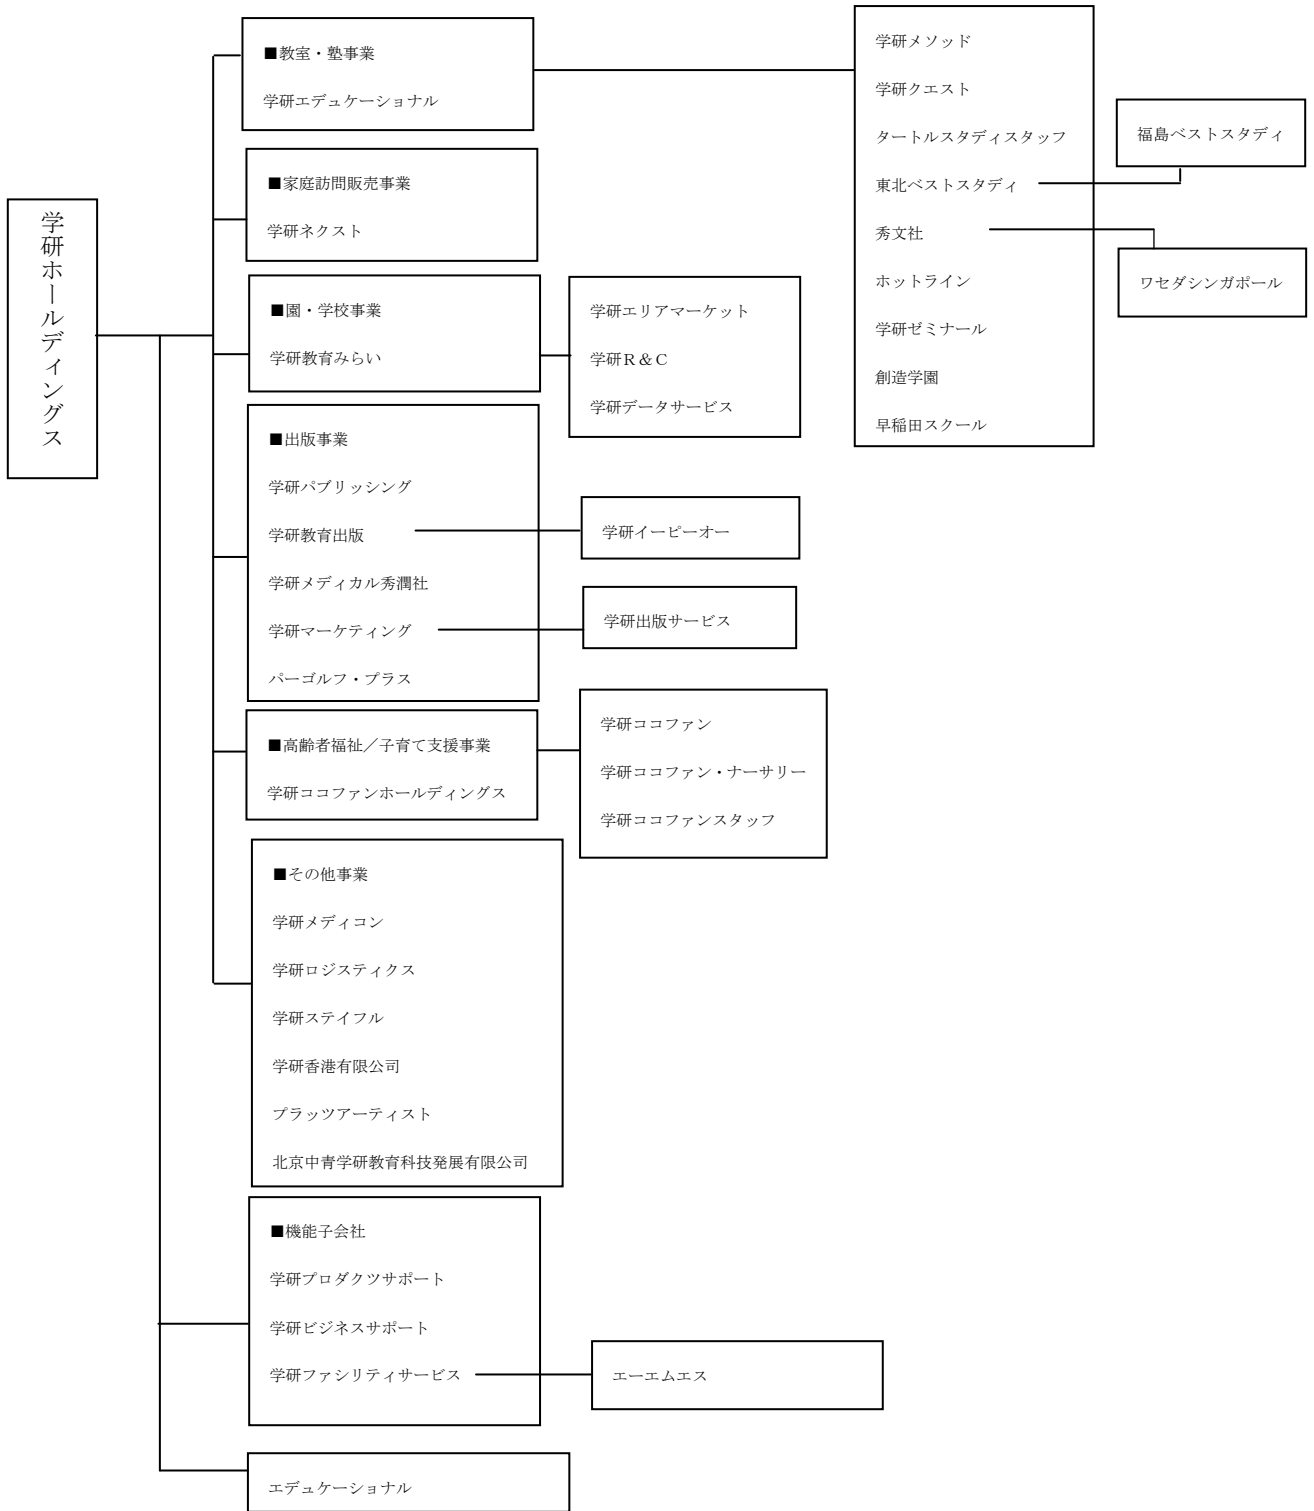 学研ホールディングス
■教室・塾事業
学研エデュケーショナル
学研メソッド
学研クエスト
タートルスタディスタッフ
東北ベストスタディ
秀文社
ホットライン
学研ゼミナール
創造学園
早稲田スクール
福島ベストスタディ
ワセダシンガポール
■家庭訪問販売事業
学研ネクスト
■園・学校事業
学研教育みらい
学研エリアマーケット
学研R&C
学研データサービス
■出版事業
学研パブリッシング
学研教育出版
学研メディカル秀潤社
学研マーケティング
パーゴルフ・プラス
学研イーピーオー
学研出版サービス
■高齢者福祉／子育て支援事業
学研ココファンホールディングス
学研ココファン
学研ココファン・ナーサリー
学研ココファンスタッフ
■その他事業
学研メディコン
学研ロジスティクス
学研ステイフル
学研香港有限公司
プラッツアーティスト
北京中青学研教育科技発展有限公司
■機能子会社
学研プロダクツサポート
学研ビジネスサポート
学研ファシリティサービス
エーエムエス
エデュケーショナル